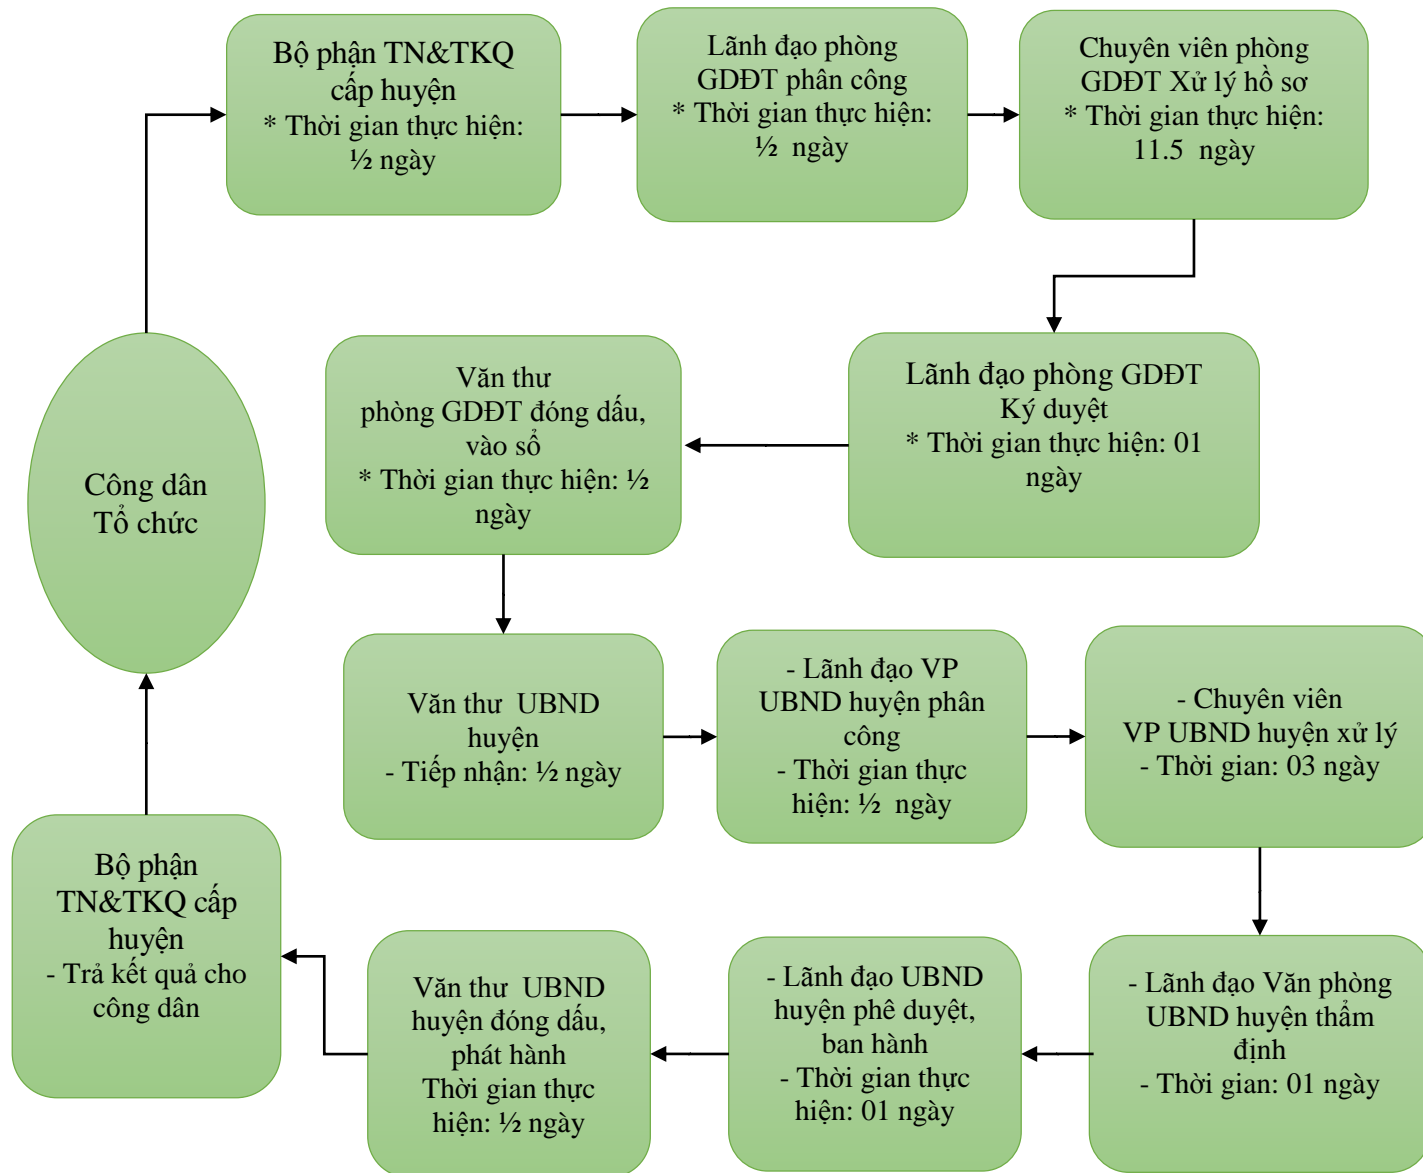 Bộ phận TN&TKQ
cấp huyện
* Thời gian thực hiện:
½ ngày
Lãnh đạo phòng
GDĐT phân công
* Thời gian thực hiện:
½ ngày
Chuyên viên phòng
GDĐT Xử lý hồ sơ
* Thời gian thực hiện:
11.5 ngày
Lãnh đạo phòng GDĐT
Ký duyệt
* Thời gian thực hiện: 01
ngày
Văn thư
phòng GDĐT đóng dấu,
vào sổ
* Thời gian thực hiện: ½
ngày
Công dân
Tổ chức
Văn thư UBND
huyện
- Tiếp nhận: ½ ngày
- Lãnh đạo VP
UBND huyện phân
công
- Thời gian thực
hiện: ½ ngày
- Chuyên viên
VP UBND huyện xử lý
- Thời gian: 03 ngày
- Lãnh đạo Văn phòng
UBND huyện thẩm
định
- Thời gian: 01 ngày
- Lãnh đạo UBND
huyện phê duyệt,
ban hành
- Thời gian thực
hiện: 01 ngày
Văn thư UBND
huyện đóng dấu,
phát hành
Thời gian thực
hiện: ½ ngày
Bộ phận
TN&TKQ cấp
huyện
- Trả kết quả cho
công dân